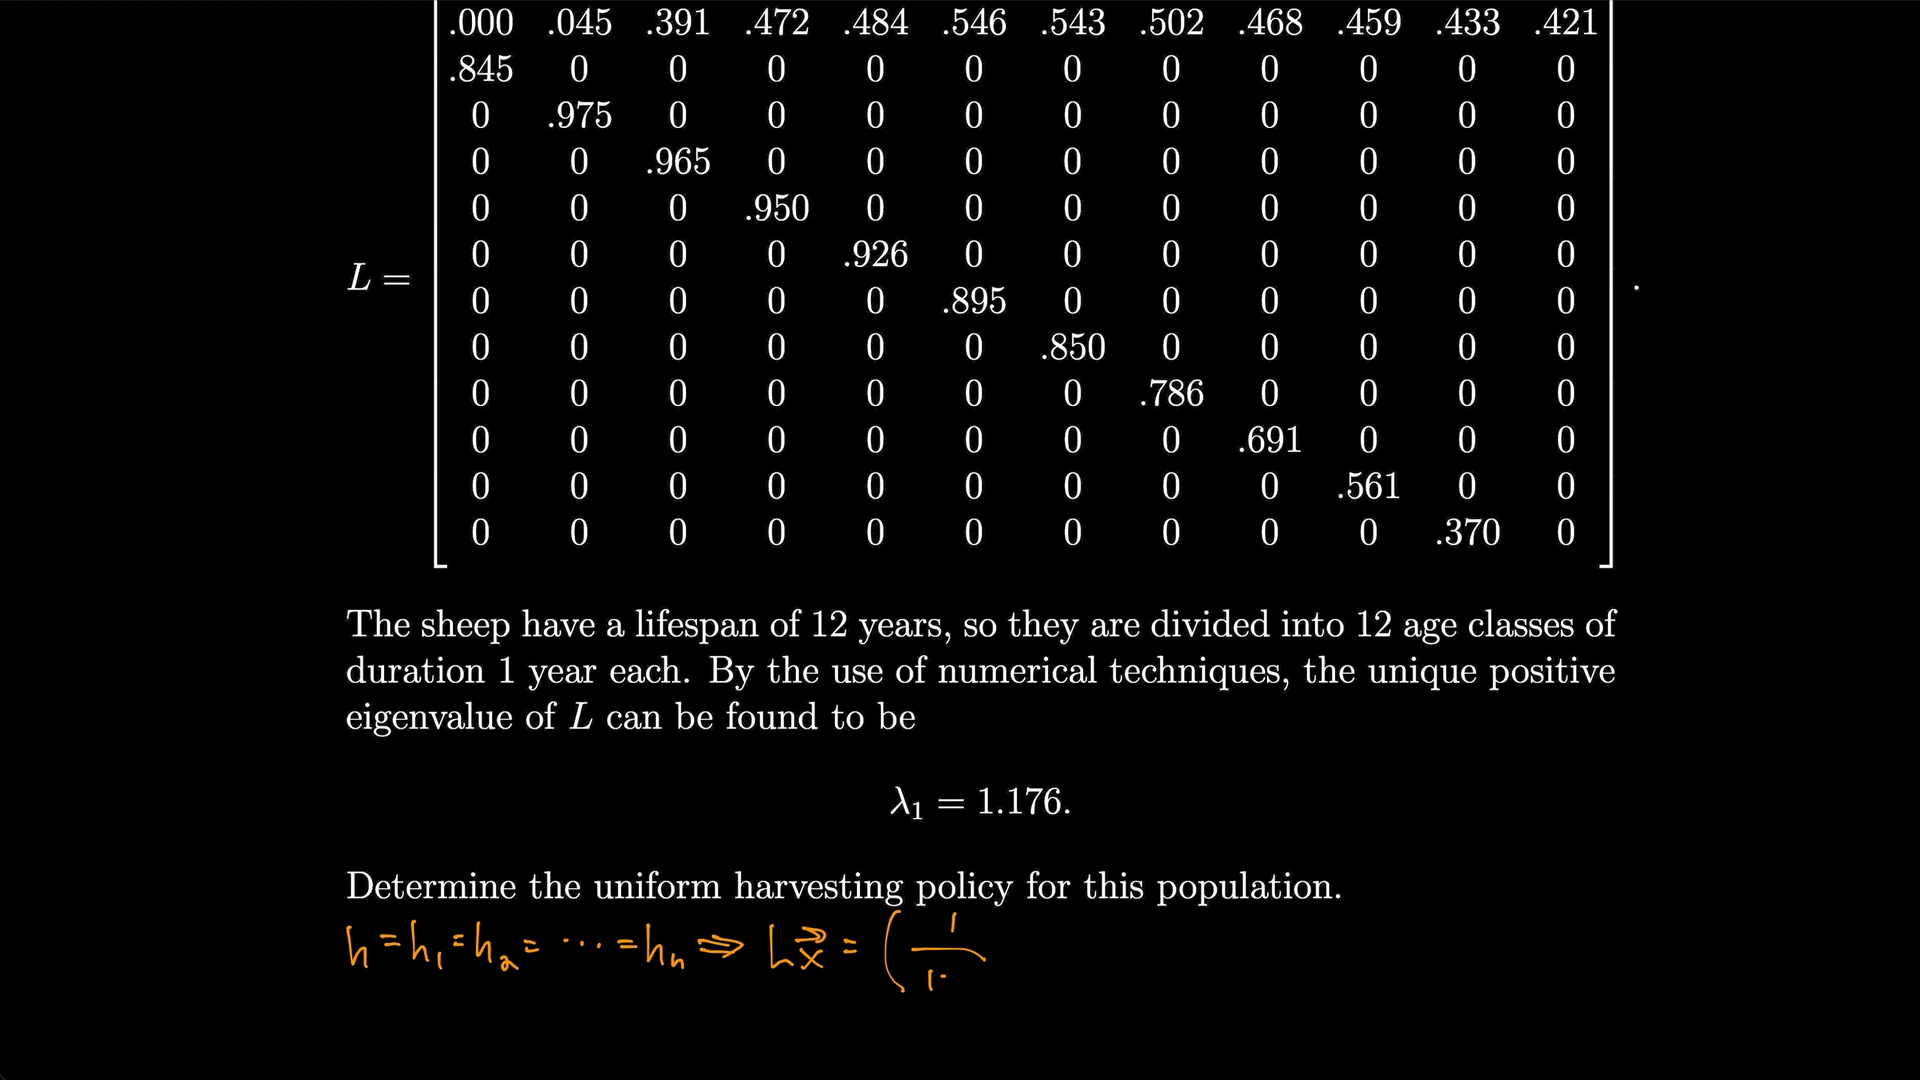 .000 .045 .391 .472 .484 .546 .543 .502 .468 .459 .433 .421
.845 0 0 0 0 0 0 0 0 0 0 0
0 .975 0 0 0 0 0 0 0 0 0 0
0 0 .965 0 0 0 0 0 0 0 0 0
0 0 0 .950 0 0 0 0 0 0 0 0
0 0 0 0 .926 0 0 0 0 0 0 0
L =
0 0 0 0 0 .895 0 0 0 0 0 0 .
0 0 0 0 0 0 .850 0 0 0 0 0
0 0 0 0 0 0 0 .786 0 0 0 0
0 0 0 0 0 0 0 0 .691 0 0 0
0 0 0 0 0 0 0 0 0 .561 0 0
0 0 0 0 0 0 0 0 0 0 .370 0
The sheep have a lifespan of 12 years, so they are divided into 12 age classes of
duration 1 year each. By the use of numerical techniques, the unique positive
eigenvalue of L can be found to be
λ₁ = 1.176.
Determine the uniform harvesting policy for this population.
h = h₁ = h₂ = ⋯ = hₙ ⇒ Lx⃗ = (1/1-